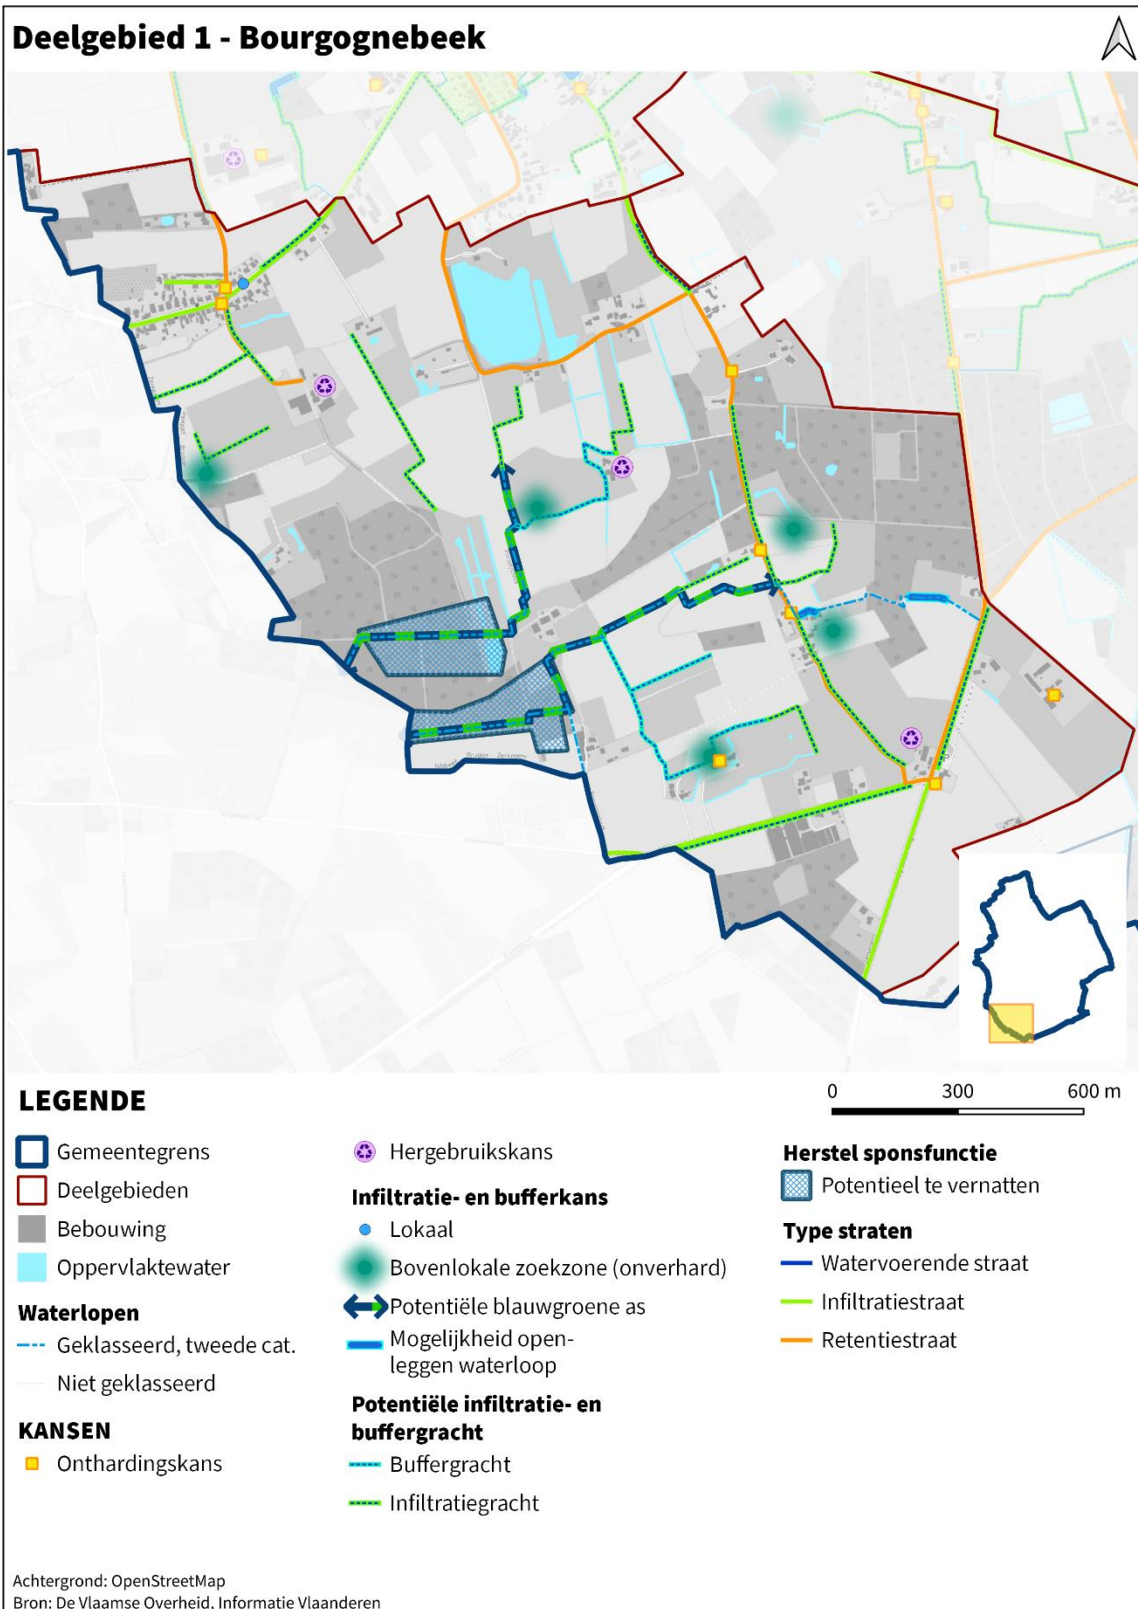 Deelgebied 1 - Bourgognebeek
LEGENDE
0 300 600 m
Gemeentegrens
Deelgebieden
Bebouwing
Oppervlaktewater
Waterlopen
Geklasseerd, tweede cat.
Niet geklasseerd
KANSEN
Onthardingskans
Hergebruikskans
Infiltratie- en bufferkans
Lokaal
Bovenlokale zoekzone (onverhard)
Potentiële blauwgroene as
Mogelijkheid open-
leggen waterloop
Potentiële infiltratie- en
buffergracht
Buffergracht
Infiltratiegracht
Herstel sponsfunctie
Potentieel te vernatten
Type straten
Watervoerende straat
Infiltratiestraat
Retentiestraat
Achtergrond: OpenStreetMap
Bron: De Vlaamse Overheid, Informatie Vlaanderen